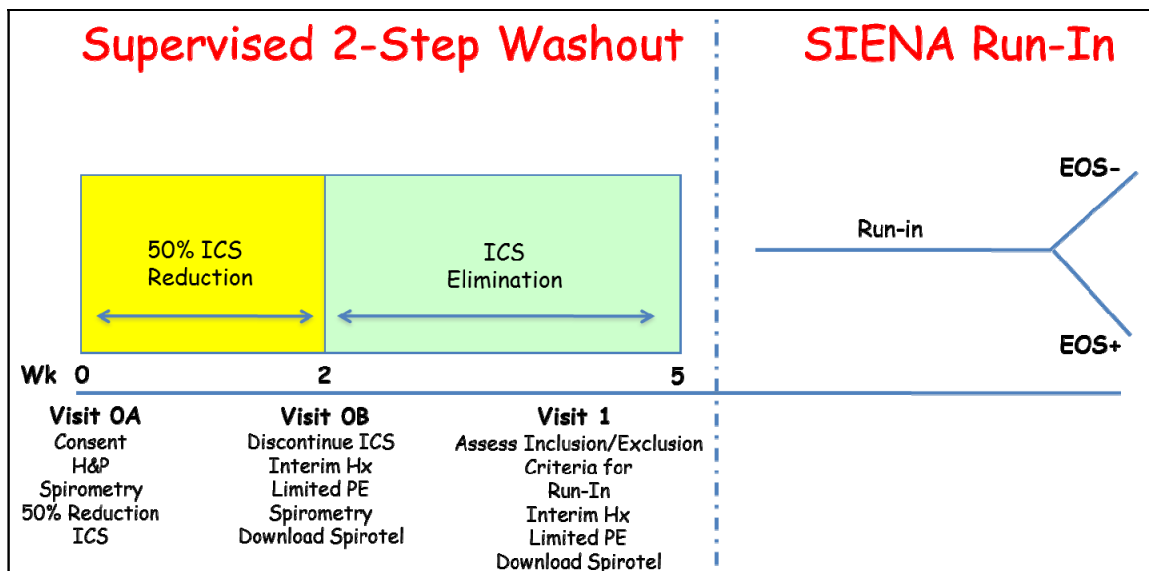 Supervised 2-Step Washout
SIENA Run-In
50% ICS
Reduction
ICS
Elimination
Run-in
EOS-
EOS+
Wk 0 2 5
Visit 0A
Consent
H&P
Spirometry
50% Reduction
ICS
Visit 0B
Discontinue ICS
Interim Hx
Limited PE
Spirometry
Download Spirotel
Visit 1
Assess Inclusion/Exclusion
Criteria for
Run-In
Interim Hx
Limited PE
Download Spirotel